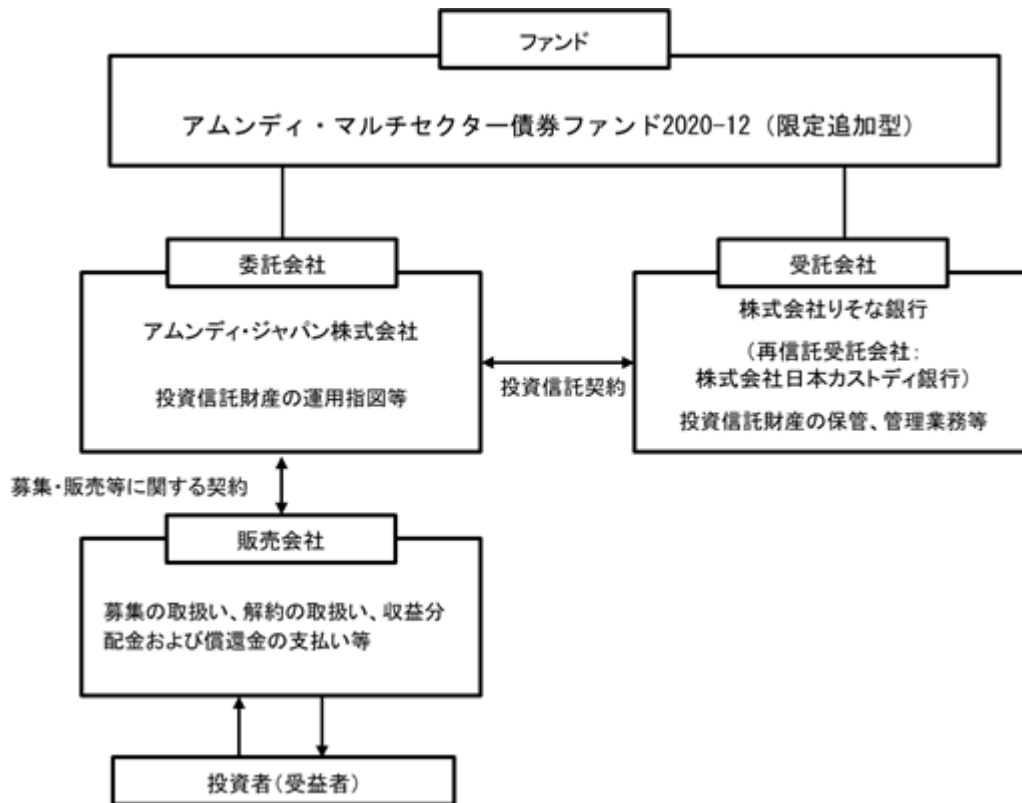 ファンド
アムンディ・マルチセクター債券ファンド2020-12（限定追加型）
委託会社
アムンディ・ジャパン株式会社
投資信託財産の運用指図等
投資信託契約
受託会社
株式会社りそな銀行
（再信託受託会社：
株式会社日本カストディ銀行）
投資信託財産の保管、管理業務等
募集・販売等に関する契約
販売会社
募集の取扱い、解約の取扱い、収益分
配金および償還金の支払い等
投資者（受益者）